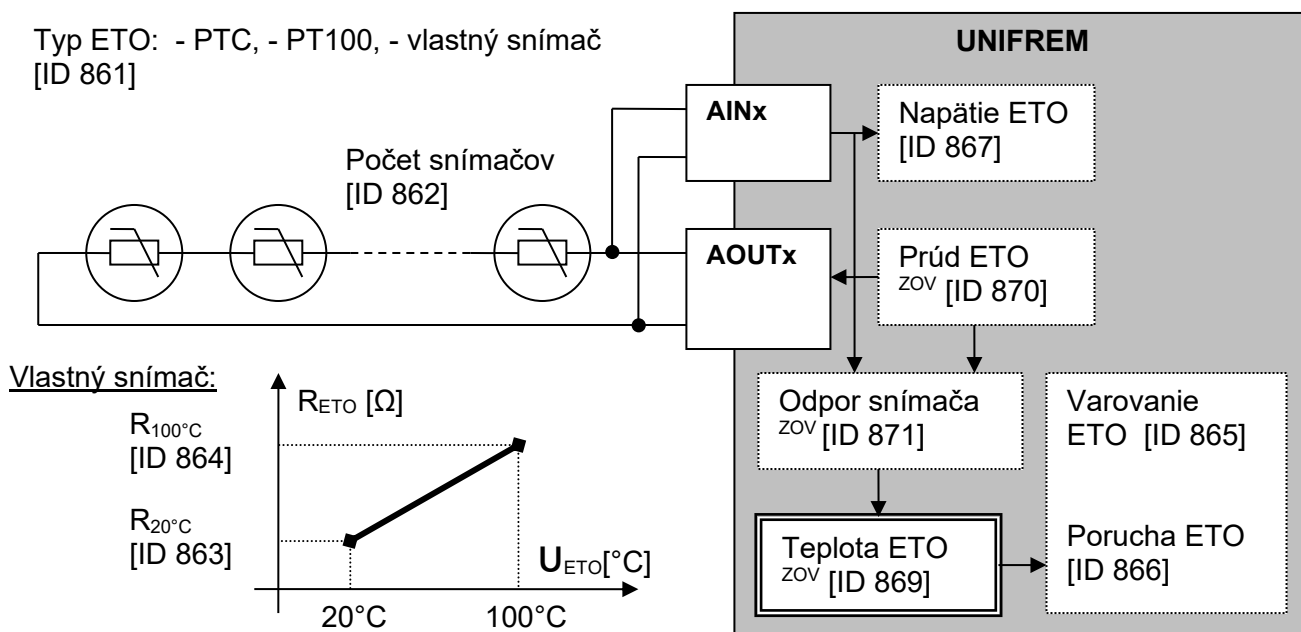 Typ ETO: - PTC, - PT100, - vlastný snímač
[ID 861]
UNIFREM
AINx
Napätie ETO
[ID 867]
Počet snímačov
[ID 862]
AOUTx
Prúd ETO
ZOV [ID 870]
Vlastný snímač:
RETO [Ω]
R100°C
[ID 864]
R20°C
[ID 863]
UETO[°C]
20°C
100°C
Odpor snímača
ZOV [ID 871]
Varovanie
ETO [ID 865]
Teplota ETO
ZOV [ID 869]
Porucha ETO
[ID 866]